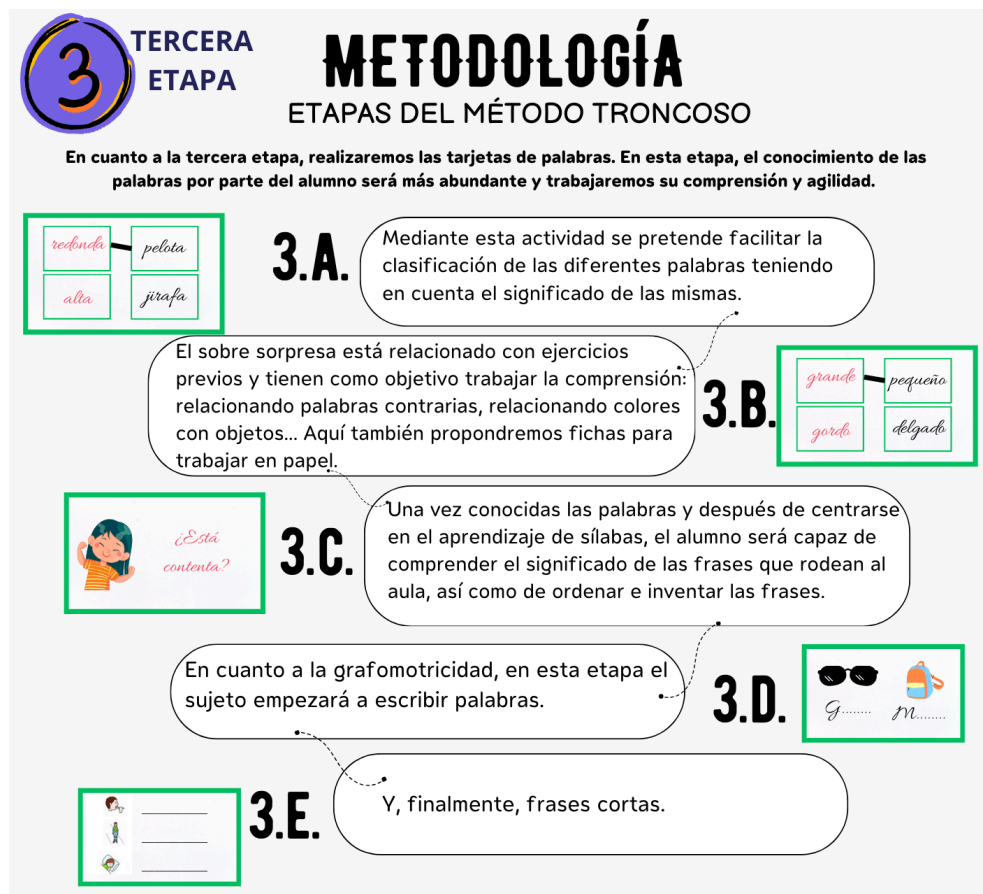 3
TERCERA
ETAPA
METODOLOGÍA
ETAPAS DEL MÉTODO TRONCOSO
En cuanto a la tercera etapa, realizaremos las tarjetas de palabras. En esta etapa, el conocimiento de las
palabras por parte del alumno será más abundante y trabajaremos su comprensión y agilidad.
redonda pelota
alta jirafa
3.A.
Mediante esta actividad se pretende facilitar la
clasificación de las diferentes palabras teniendo
en cuenta el significado de las mismas.
El sobre sorpresa está relacionado con ejercicios
previos y tienen como objetivo trabajar la comprensión:
relacionando palabras contrarias, relacionando colores
con objetos... Aquí también propondremos fichas para
trabajar en papel.
3.B.
grande pequeño
gordo delgado
¿Está
contenta?
3.C.
Una vez conocidas las palabras y después de centrarse
en el aprendizaje de sílabas, el alumno será capaz de
comprender el significado de las frases que rodean al
aula, así como de ordenar e inventar las frases.
En cuanto a la grafomotricidad, en esta etapa el
sujeto empezará a escribir palabras.
3.D.
G........ M........
3.E.
Y, finalmente, frases cortas.